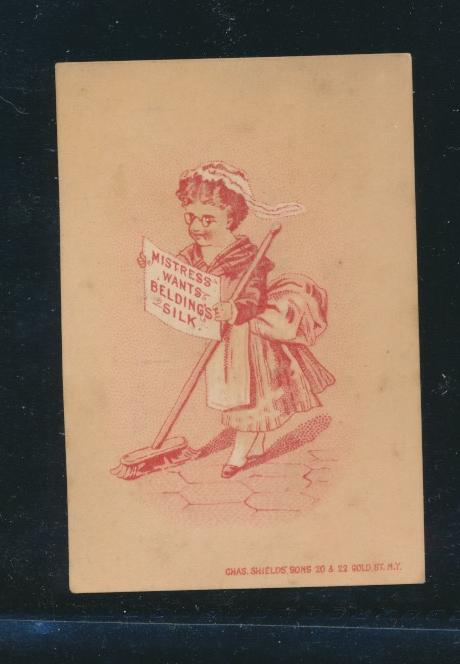 MISTRESS
WANTS
BELDING'S
SILK.
CHAS. SHIELDS' SONS 20 & 22 GOLD. ST. N.Y.